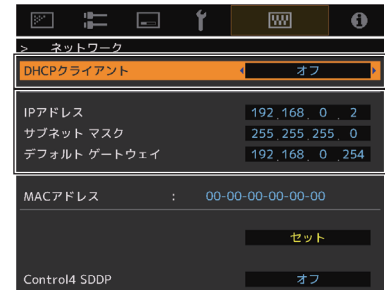 > ネットワーク
DHCPクライアント オフ
IPアドレス 192 168 0 2
サブネット マスク 255 255 255 0
デフォルト ゲートウェイ 192 168 0 254
MACアドレス : 00-00-00-00-00-00
セット
Control4 SDDP オフ